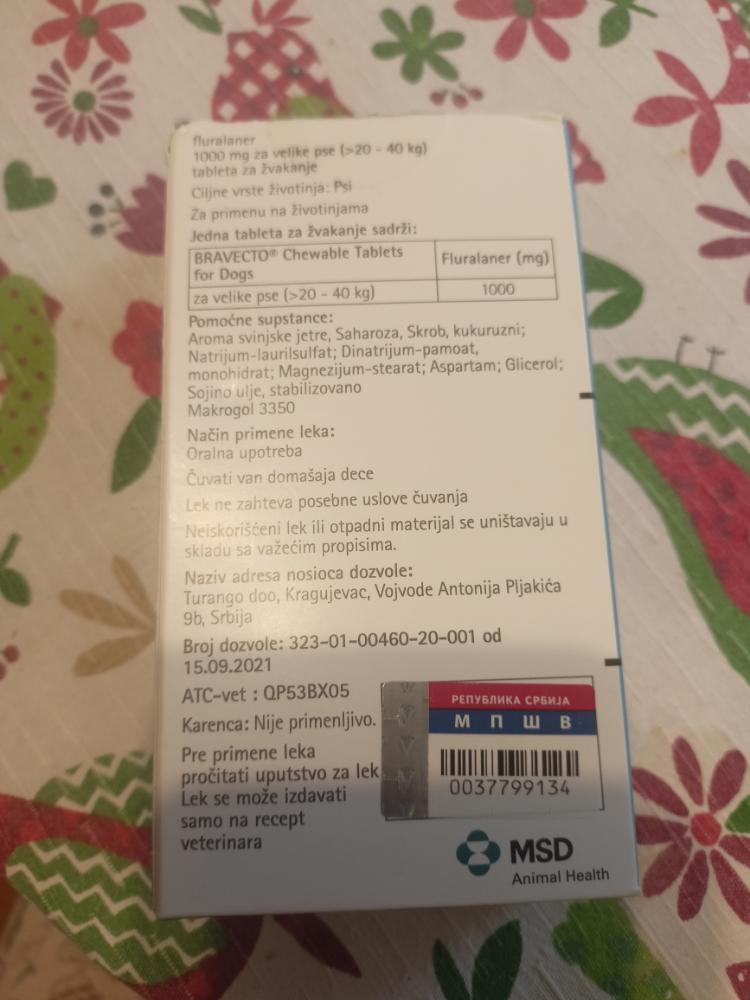 fluralaner
1000 mg za velike pse (>20 - 40 kg)
tableta za žvakanje
Ciljne vrste životinja: Psi
Za primenu na životinjama
Jedna tableta za žvakanje sadrži:
BRAVECTO® Chewable Tablets for Dogs
Fluralaner (mg)
za velike pse (>20 - 40 kg)
1000
Pomoćne supstance:
Aroma svinjske jetre, Saharoza, Skrob, kukuruzni;
Natrijum-laurilsulfat; Dinatrijum-pamoat,
monohidrat; Magnezijum-stearat; Aspartam; Glicerol;
Sojino ulje, stabilizovano
Makrogol 3350
Način primene leka:
Oralna upotreba
Čuvati van domašaja dece
Lek ne zahteva posebne uslove čuvanja
Neiskorišćeni lek ili otpadni materijal se uništavaju u
skladu sa važećim propisima.
Naziv adresa nosioca dozvole:
Turango doo, Kragujevac, Vojvode Antonija Pljakića
9b, Srbija
Broj dozvole: 323-01-00460-20-001 od
15.09.2021
ATC-vet : QP53BX05
Karenca: Nije primenljivo.
Pre primene leka
pročitati uputstvo za lek
Lek se može izdavati
samo na recept
veterinara
РЕПУБЛИКА СРБИЈА
М П Ш В
0037799134
MSD
Animal Health